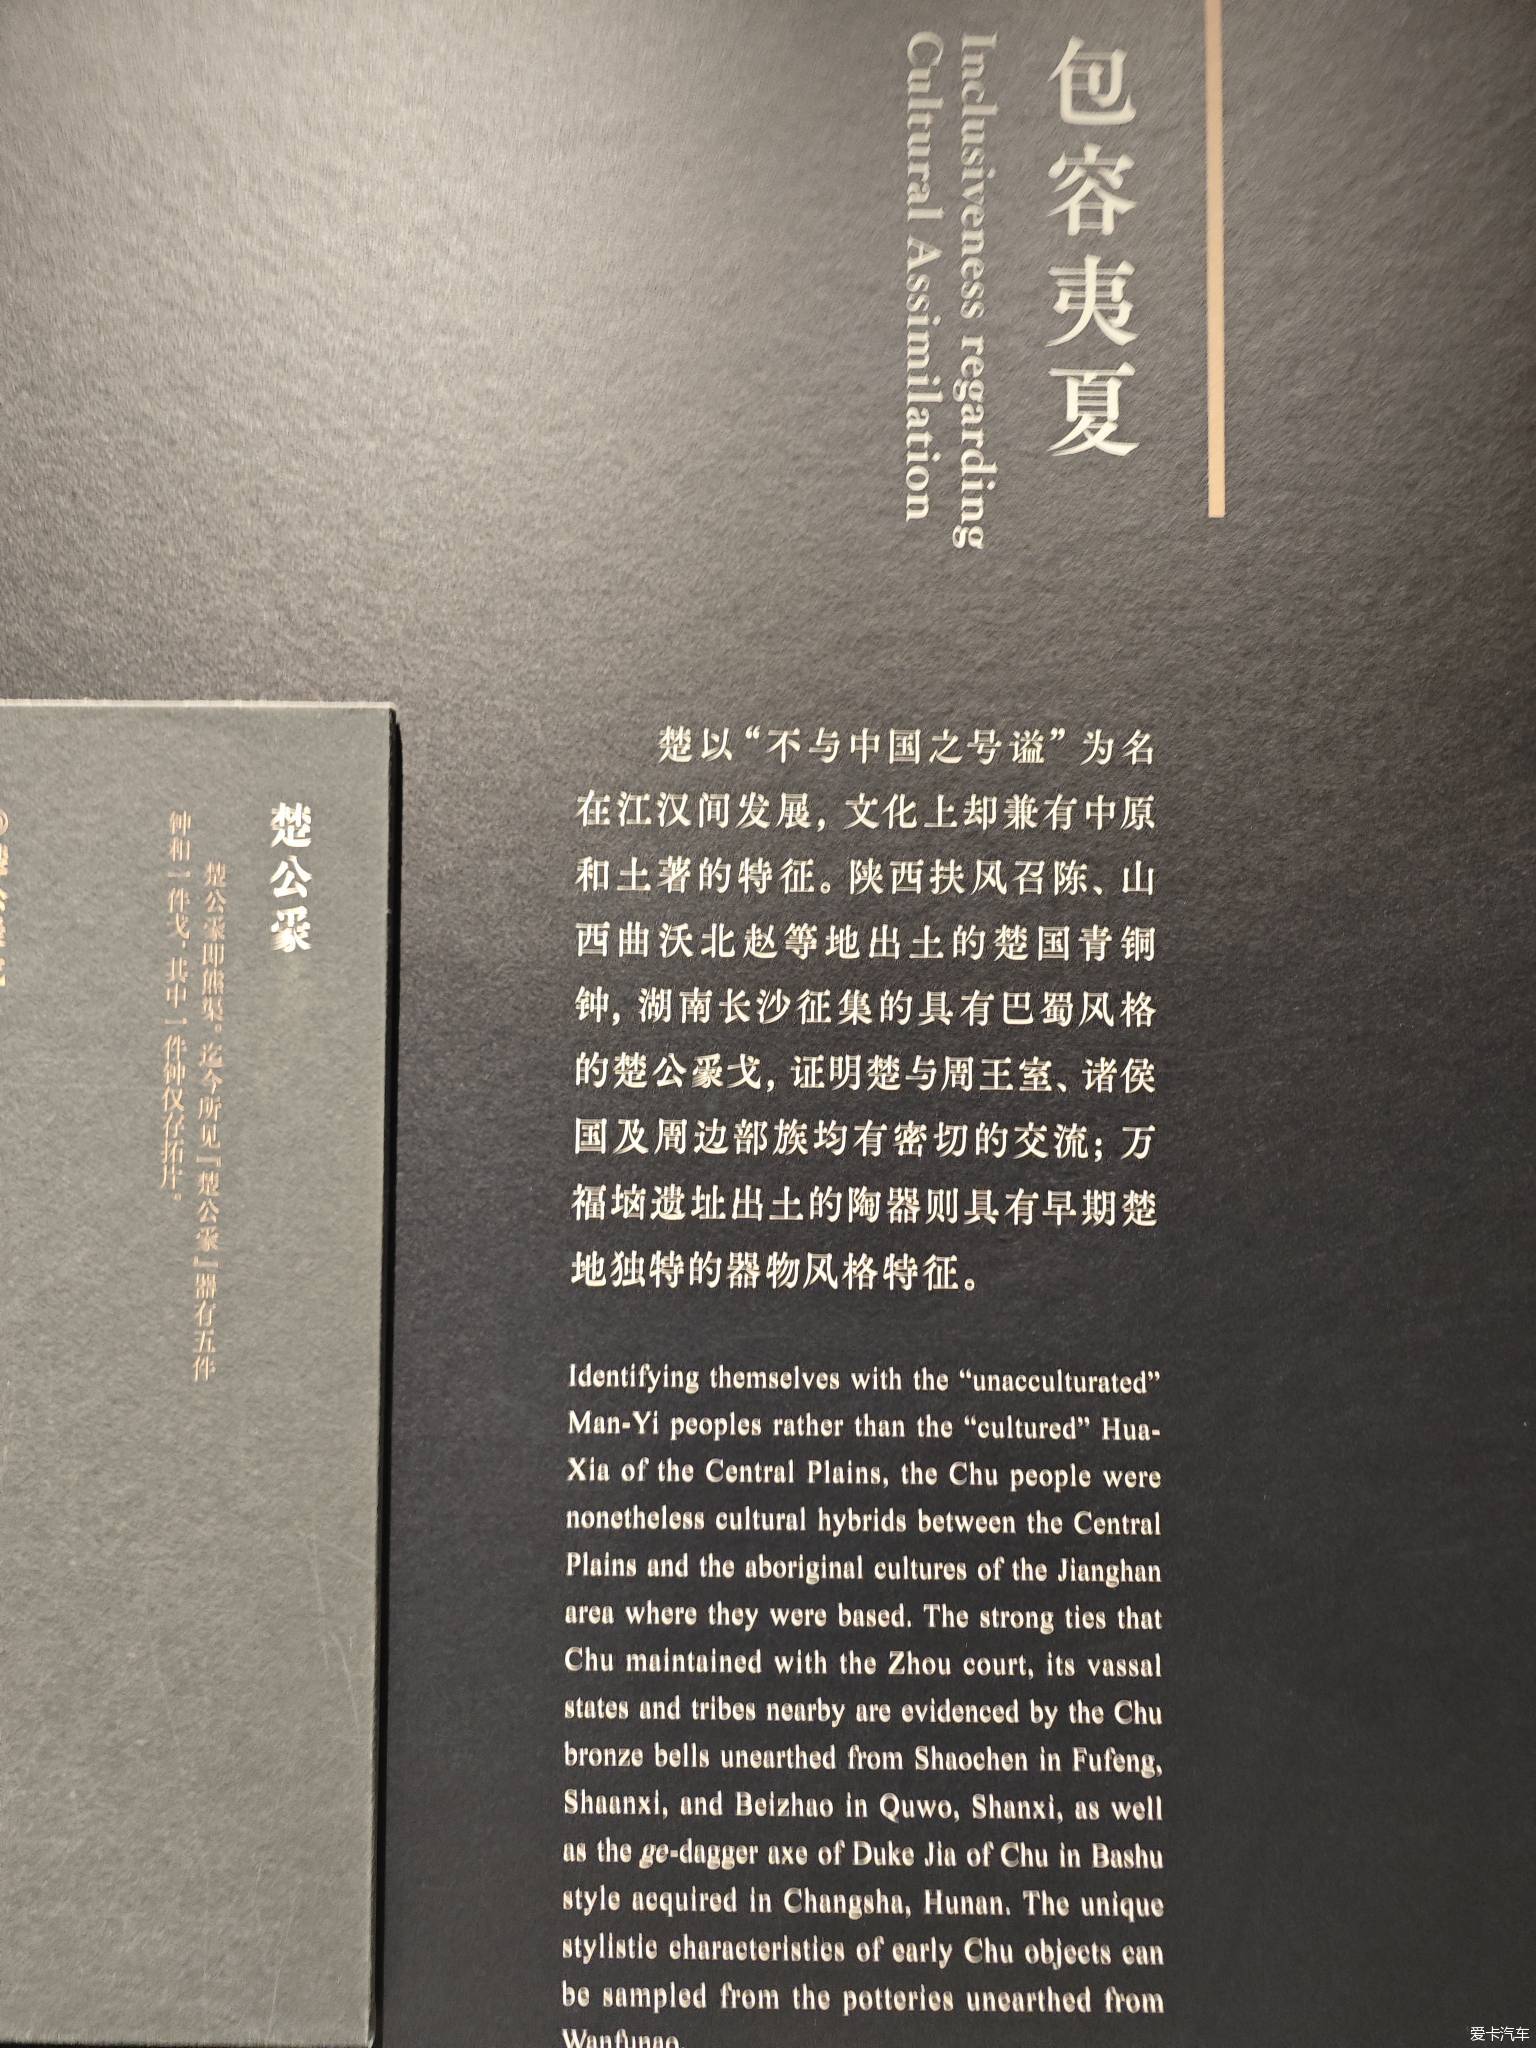 包容夷夏
Inclusiveness regarding
Cultural Assimilation
楚以“不与中国之号谥”为名
在江汉间发展，文化上却兼有中原
和土著的特征。陕西扶风召陈、山
西曲沃北赵等地出土的楚国青铜
钟，湖南长沙征集的具有巴蜀风格
的楚公豪戈，证明楚与周王室、诸侯
国及周边部族均有密切的交流；万
福垴遗址出土的陶器则具有早期楚
地独特的器物风格特征。
Identifying themselves with the “unacculturated”
Man-Yi peoples rather than the “cultured” Hua-
Xia of the Central Plains, the Chu people were
nonetheless cultural hybrids between the Central
Plains and the aboriginal cultures of the Jianghan
area where they were based. The strong ties that
Chu maintained with the Zhou court, its vassal
states and tribes nearby are evidenced by the Chu
bronze bells unearthed from Shaochen in Fufeng,
Shaanxi, and Beizhao in Quwo, Shanxi, as well
as the ge-dagger axe of Duke Jia of Chu in Bashu
style acquired in Changsha, Hunan. The unique
stylistic characteristics of early Chu objects can
be sampled from the potteries unearthed from
Wanfunao.
楚公豪
楚公豪即熊渠。迄今所见『楚公豪』器有五件
钟和一件戈，其中一件钟仅存拓片。
爱卡汽车